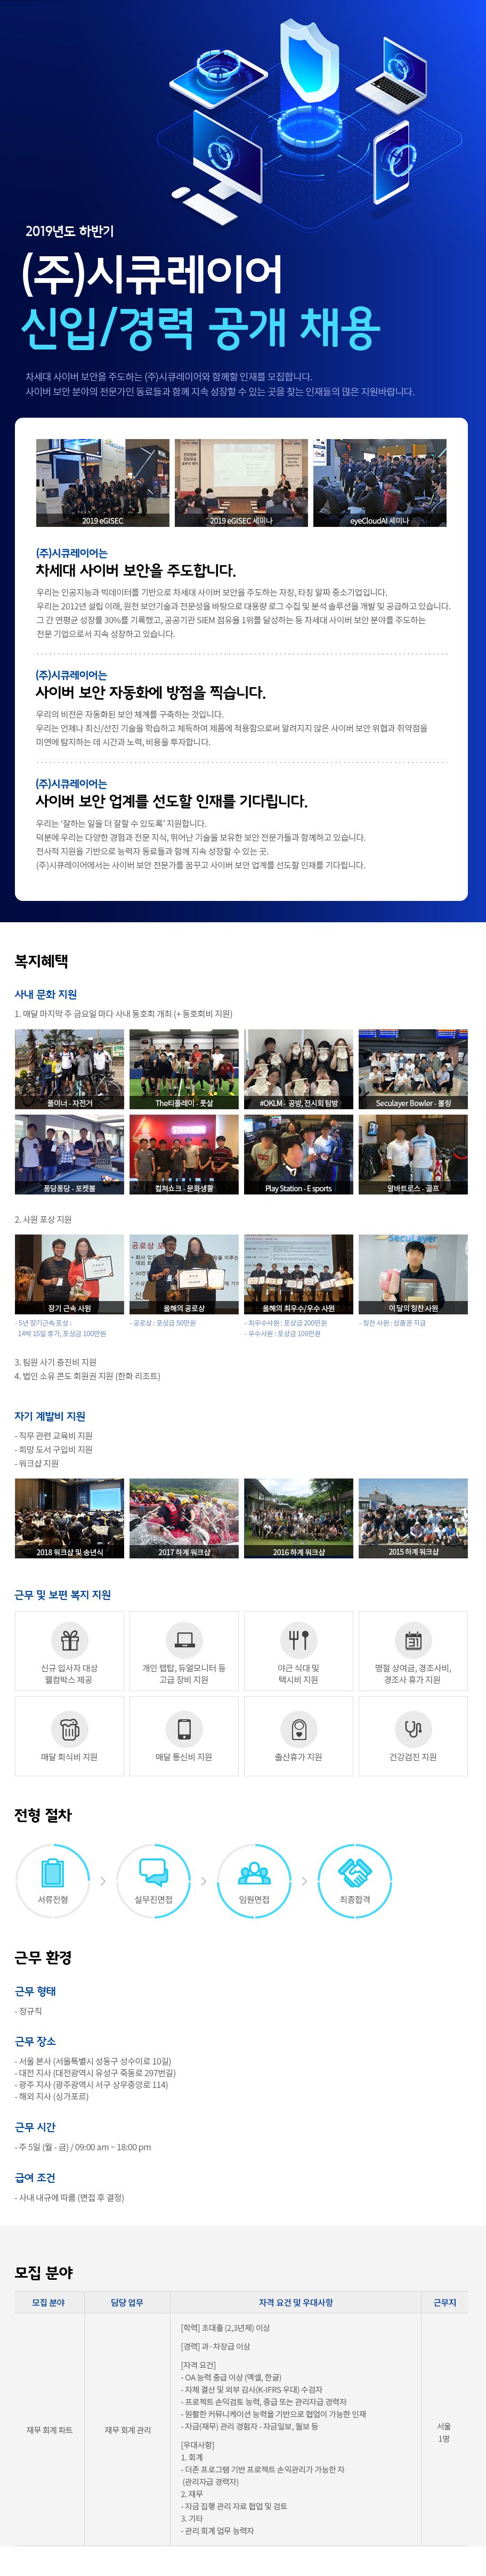 2019년도 하반기
(주)시큐레이어
신입/경력 공개 채용
차세대 사이버 보안을 주도하는 (주)시큐레이어와 함께할 인재를 모집합니다.
사이버 보안 분야의 전문가인 동료들과 함께 지속 성장할 수 있는 곳을 찾는 인재들의 많은 지원바랍니다.
2019 eGISEC
2019 eGISEC 세미나
eyeCloudAI 세미나
(주)시큐레이어는
차세대 사이버 보안을 주도합니다.
우리는 인공지능과 빅데이터를 기반으로 차세대 사이버 보안을 주도하는 자칭, 타칭 알짜 중소기업입니다.
우리는 2012년 설립 이래, 원천 보안기술과 전문성을 바탕으로 대용량 로그 수집 및 분석 솔루션을 개발 및 공급하고 있습니다.
그 간 연평균 성장률 30%를 기록했고, 공공기관 SIEM 점유율 1위를 달성하는 등 차세대 사이버 보안 분야를 주도하는
전문 기업으로서 지속 성장하고 있습니다.
(주)시큐레이어는
사이버 보안 자동화에 방점을 찍습니다.
우리의 비전은 자동화된 보안 체계를 구축하는 것입니다.
우리는 언제나 최신/선진 기술을 학습하고 체득하여 제품에 적용함으로써 알려지지 않은 사이버 보안 위협과 취약점을
미연에 탐지하는 데 시간과 노력, 비용을 투자합니다.
(주)시큐레이어는
사이버 보안 업계를 선도할 인재를 기다립니다.
우리는 ‘잘하는 일을 더 잘할 수 있도록’ 지원합니다.
덕분에 우리는 다양한 경험과 전문 지식, 뛰어난 기술을 보유한 보안 전문가들과 함께하고 있습니다.
전사적 지원을 기반으로 능력자 동료들과 함께 지속 성장할 수 있는 곳.
(주)시큐레이어에서는 사이버 보안 전문가를 꿈꾸고 사이버 보안 업계를 선도할 인재를 기다립니다.
복지혜택
사내 문화 지원
1. 매달 마지막 주 금요일 마다 사내 동호회 개최 (+ 동호회비 지원)
폴이너 - 자전거
The티플레이 - 풋살
#OKLM - 공방, 전시회 탐방
Seculayer Bowler - 볼링
퐁당퐁당 - 포켓볼
컬쳐쇼크 - 문화생활
Play Station - E sports
알바트로스 - 골프
2. 사원 포상 지원
장기 근속 사원
올해의 공로상
올해의 최우수/우수 사원
이 달의 칭찬 사원
- 5년 장기근속 포상 :
14박 15일 휴가, 포상금 100만원
- 공로상 : 포상금 50만원
- 최우수사원 : 포상금 200만원
- 우수사원 : 포상금 100만원
- 칭찬 사원 : 상품권 지급
3. 팀원 사기 증진비 지원
4. 법인 소유 콘도 회원권 지원 (한화 리조트)
자기 계발비 지원
- 직무 관련 교육비 지원
- 희망 도서 구입비 지원
- 워크샵 지원
2018 워크샵 및 송년식
2017 하계 워크샵
2016 하계 워크샵
2015 하계 워크샵
근무 및 보편 복지 지원
신규 입사자 대상
웰컴박스 제공
개인 랩탑, 듀얼모니터 등
고급 장비 지원
야근 식대 및
택시비 지원
31
명절 상여금, 경조사비,
경조사 휴가 지원
매달 회식비 지원
매달 통신비 지원
출산휴가 지원
건강검진 지원
전형 절차
서류전형
실무진면접
임원면접
최종합격
근무 환경
근무 형태
- 정규직
근무 장소
- 서울 본사 (서울특별시 성동구 성수이로 10길)
- 대전 지사 (대전광역시 유성구 죽동로 297번길)
- 광주 지사 (광주광역시 서구 상무중앙로 114)
- 해외 지사 (싱가포르)
근무 시간
- 주 5일 (월 - 금) / 09:00 am ~ 18:00 pm
급여 조건
- 사내 내규에 따름 (면접 후 결정)
모집 분야
모집 분야 담당 업무 자격 요건 및 우대사항 근무지
재무 회계 파트
재무 회계 관리
[학력] 초대졸 (2,3년제) 이상
[경력] 과 · 차장급 이상
[자격 요건]
- OA 능력 중급 이상 (엑셀, 한글)
- 자체 결산 및 외부 감사(K-IFRS 우대) 수검자
- 프로젝트 손익검토 능력, 중급 또는 관리자급 경력자
- 원활한 커뮤니케이션 능력을 기반으로 협업이 가능한 인재
- 자금(재무) 관리 경험자 - 자금일보, 월보 등
[우대사항]
1. 회계
- 더존 프로그램 기반 프로젝트 손익관리가 가능한 자
(관리자급 경력자)
2. 재무
- 자금 집행 관리 자료 협업 및 검토
3. 기타
- 관리 회계 업무 능력자
서울
1명